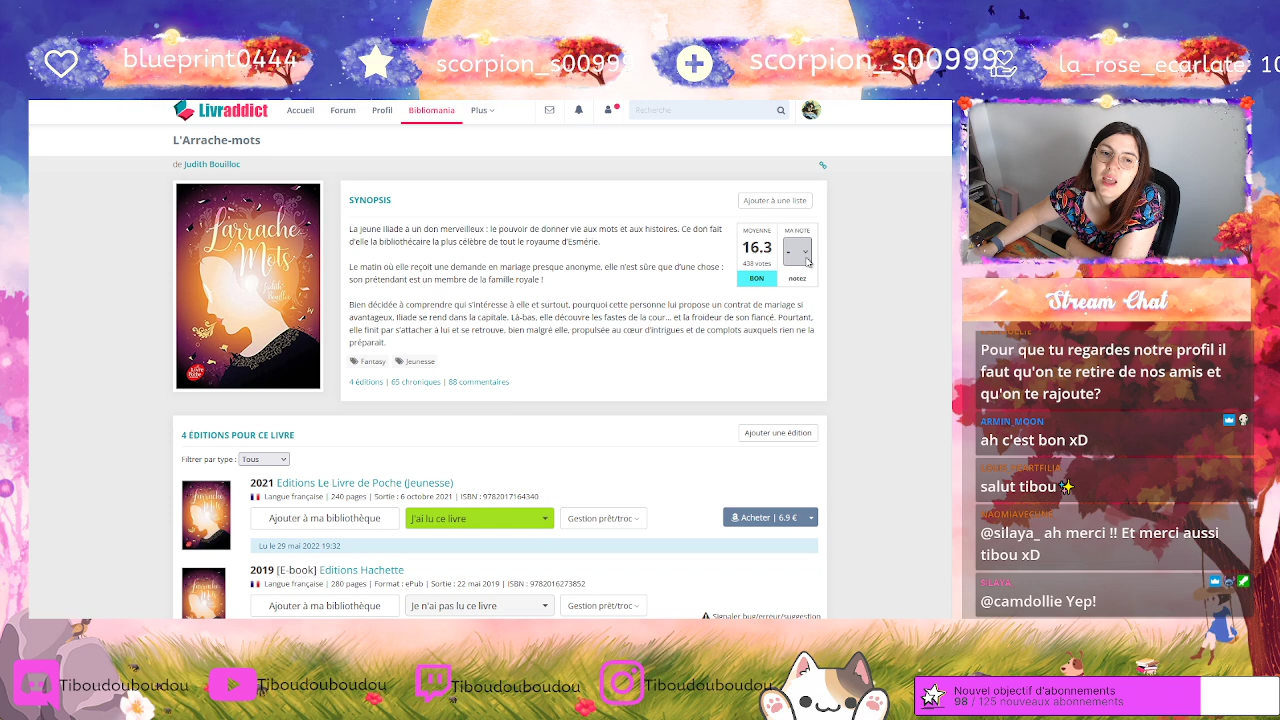 blueprint0444
scorpion_s00999
scorpion_s00999
la_rose_ecarlate: 10
Livraddict
Accueil
Forum
Profil
Bibliomania
Plus
Recherche
L'Arrache-mots
de Judith Bouilloc
L'arrache
Mots
Judith
Bouilloc
SYNOPSIS
Ajouter à une liste
La jeune Iliade a un don merveilleux : le pouvoir de donner vie aux mots et aux histoires. Ce don fait
d'elle la bibliothécaire la plus célèbre de tout le royaume d'Esmérie.
Le matin où elle reçoit une demande en mariage presque anonyme, elle n'est sûre que d'une chose :
son prétendant est un membre de la famille royale !
Bien décidée à comprendre qui s'intéresse à elle et surtout, pourquoi cette personne lui propose un contrat de mariage si
avantageux, Iliade se rend dans la capitale. Là-bas, elle découvre les fastes de la cour... et la froideur de son fiancé. Pourtant,
elle finit par s'attacher à lui et se retrouve, bien malgré elle, propulsée au cœur d'intrigues et de complots auxquels rien ne la
préparait.
MOYENNE
16.3
438 votes
BON
MA NOTE
-
notez
Fantasy
Jeunesse
4 éditions | 65 chroniques | 88 commentaires
4 ÉDITIONS POUR CE LIVRE
Ajouter une édition
Filtrer par type : Tous
2021 Editions Le Livre de Poche (Jeunesse)
Langue française | 240 pages | Sortie : 6 octobre 2021 | ISBN : 9782017164340
Ajouter à ma bibliothèque
J'ai lu ce livre
Gestion prêt/troc
Acheter | 6.9 €
Lu le 29 mai 2022 19:32
2019 [E-book] Editions Hachette
Langue française | 280 pages | Format : ePub | Sortie : 22 mai 2019 | ISBN : 9782016273852
Ajouter à ma bibliothèque
Je n'ai pas lu ce livre
Gestion prêt/troc
Signaler bug/erreur/suggestion
Stream Chat
Pour que tu regardes notre profil il
faut qu'on te retire de nos amis et
qu'on te rajoute?
ARMIN_MOON
ah c'est bon xD
salut tibou
@silaya_ ah merci !! Et merci aussi
tibou xD
SILAYA_
@camdollie Yep!
Tiboudouboudou
Tiboudouboudou
Tiboudouboudou
Tiboudouboudou
Nouvel objectif d'abonnements
98 / 125 nouveaux abonnements